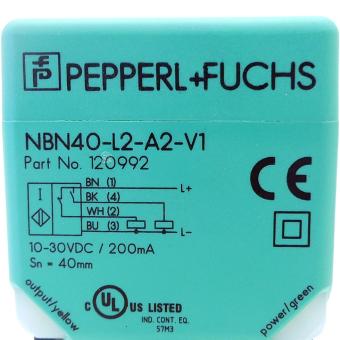 PEPPERL+FUCHS
NBN40-L2-A2-V1
Part No. 120992
I
BN (1)
L+
BK (4)
WH (2)
BU (3)
L-
10-30VDC / 200mA
Sn = 40mm
output/yellow
C UL US LISTED
IND. CONT. EQ.
57M3
power/green
CE